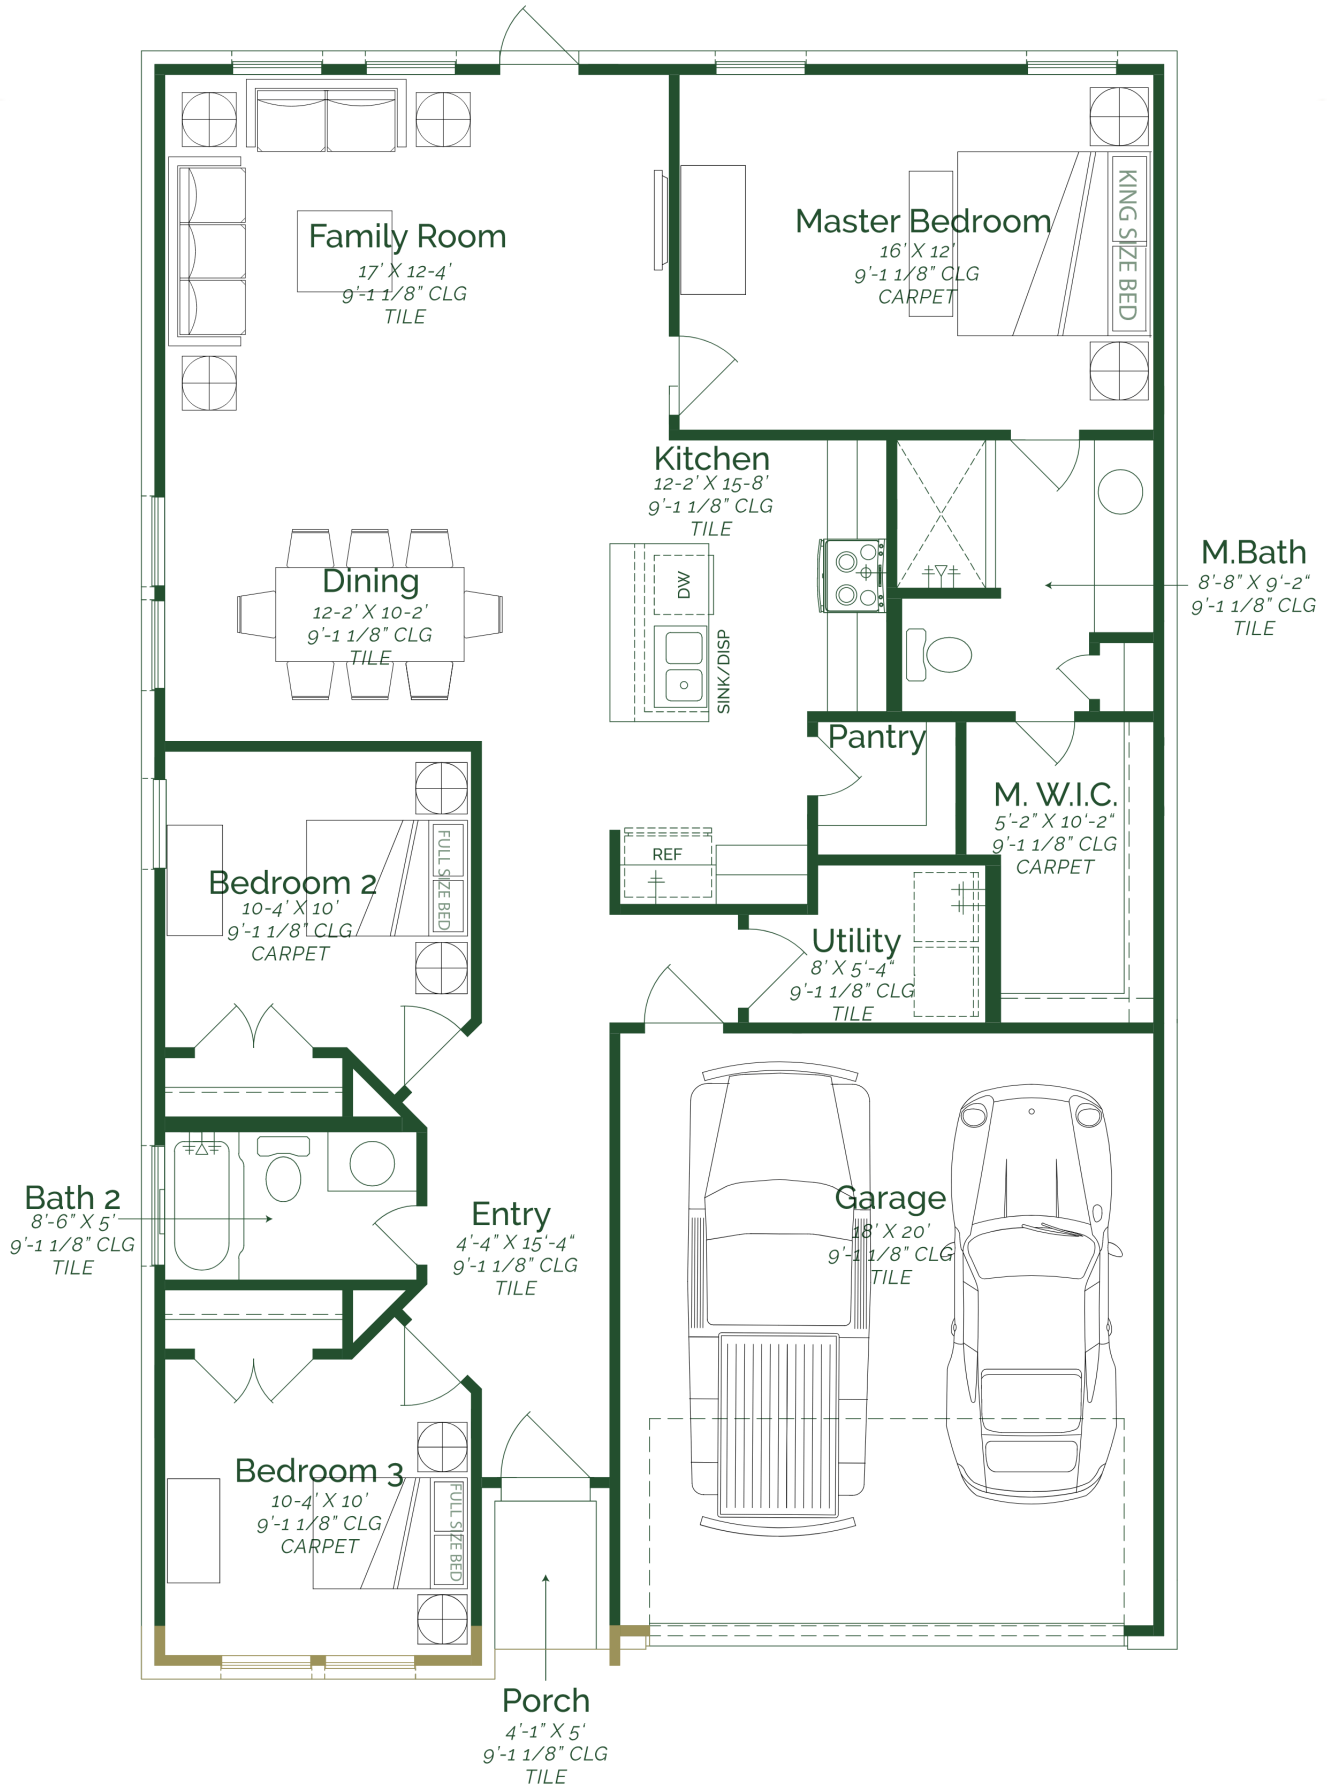 Family Room
17' X 12-4'
9'-1 1/8" CLG
TILE
Master Bedroom
16' X 12'
9'-1 1/8" CLG
CARPET
KING SIZE BED
Kitchen
12-2' X 15-8'
9'-1 1/8" CLG
TILE
DW
SINK/DISP
Dining
12-2' X 10-2'
9'-1 1/8" CLG
TILE
M.Bath
8'-8" X 9'-2"
9'-1 1/8" CLG
TILE
Pantry
M. W.I.C.
5'-2" X 10'-2"
9'-1 1/8" CLG
CARPET
REF
Bedroom 2
10-4' X 10'
9'-1 1/8" CLG
CARPET
FULL SIZE BED
Utility
8' X 5'-4"
9'-1 1/8" CLG
TILE
Bath 2
8'-6" X 5'
9'-1 1/8" CLG
TILE
Entry
4'-4" X 15'-4"
9'-1 1/8" CLG
TILE
Garage
18' X 20'
9'-1 1/8" CLG
TILE
Bedroom 3
10-4' X 10'
9'-1 1/8" CLG
CARPET
FULL SIZE BED
Porch
4'-1" X 5'
9'-1 1/8" CLG
TILE